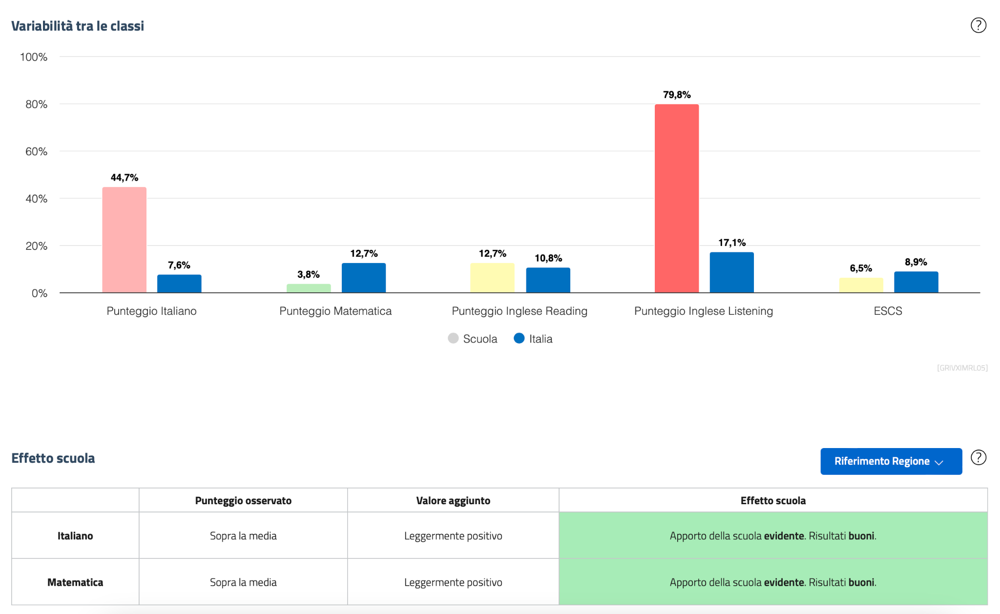 Variabilità tra le classi
?
100%
80%
60%
40%
20%
0%
44,7%
7,6%
3,8%
12,7%
12,7%
10,8%
79,8%
17,1%
6,5%
8,9%
Punteggio Italiano
Punteggio Matematica
Punteggio Inglese Reading
Punteggio Inglese Listening
ESCS
Scuola
Italia
[GRIVXIMRL05]
Effetto scuola
Riferimento Regione
?
Punteggio osservato
Valore aggiunto
Effetto scuola
Italiano
Sopra la media
Leggermente positivo
Apporto della scuola evidente. Risultati buoni.
Matematica
Sopra la media
Leggermente positivo
Apporto della scuola evidente. Risultati buoni.